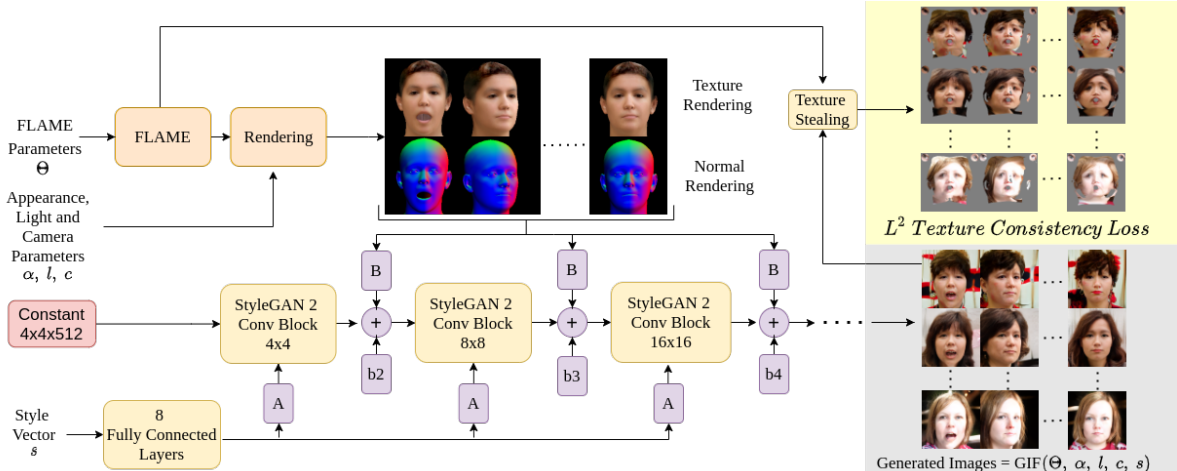 FLAME
Parameters
Θ
FLAME
Rendering
Texture
Rendering
Normal
Rendering
Texture
Stealing
L² Texture Consistency Loss
Appearance,
Light and
Camera
Parameters
α, l, c
Constant
4x4x512
StyleGAN 2
Conv Block
4x4
B
+
b2
StyleGAN 2
Conv Block
8x8
B
+
b3
StyleGAN 2
Conv Block
16x16
B
+
b4
A
A
A
Style
Vector
s
8
Fully Connected
Layers
Generated Images = GIF(Θ, α, l, c, s)